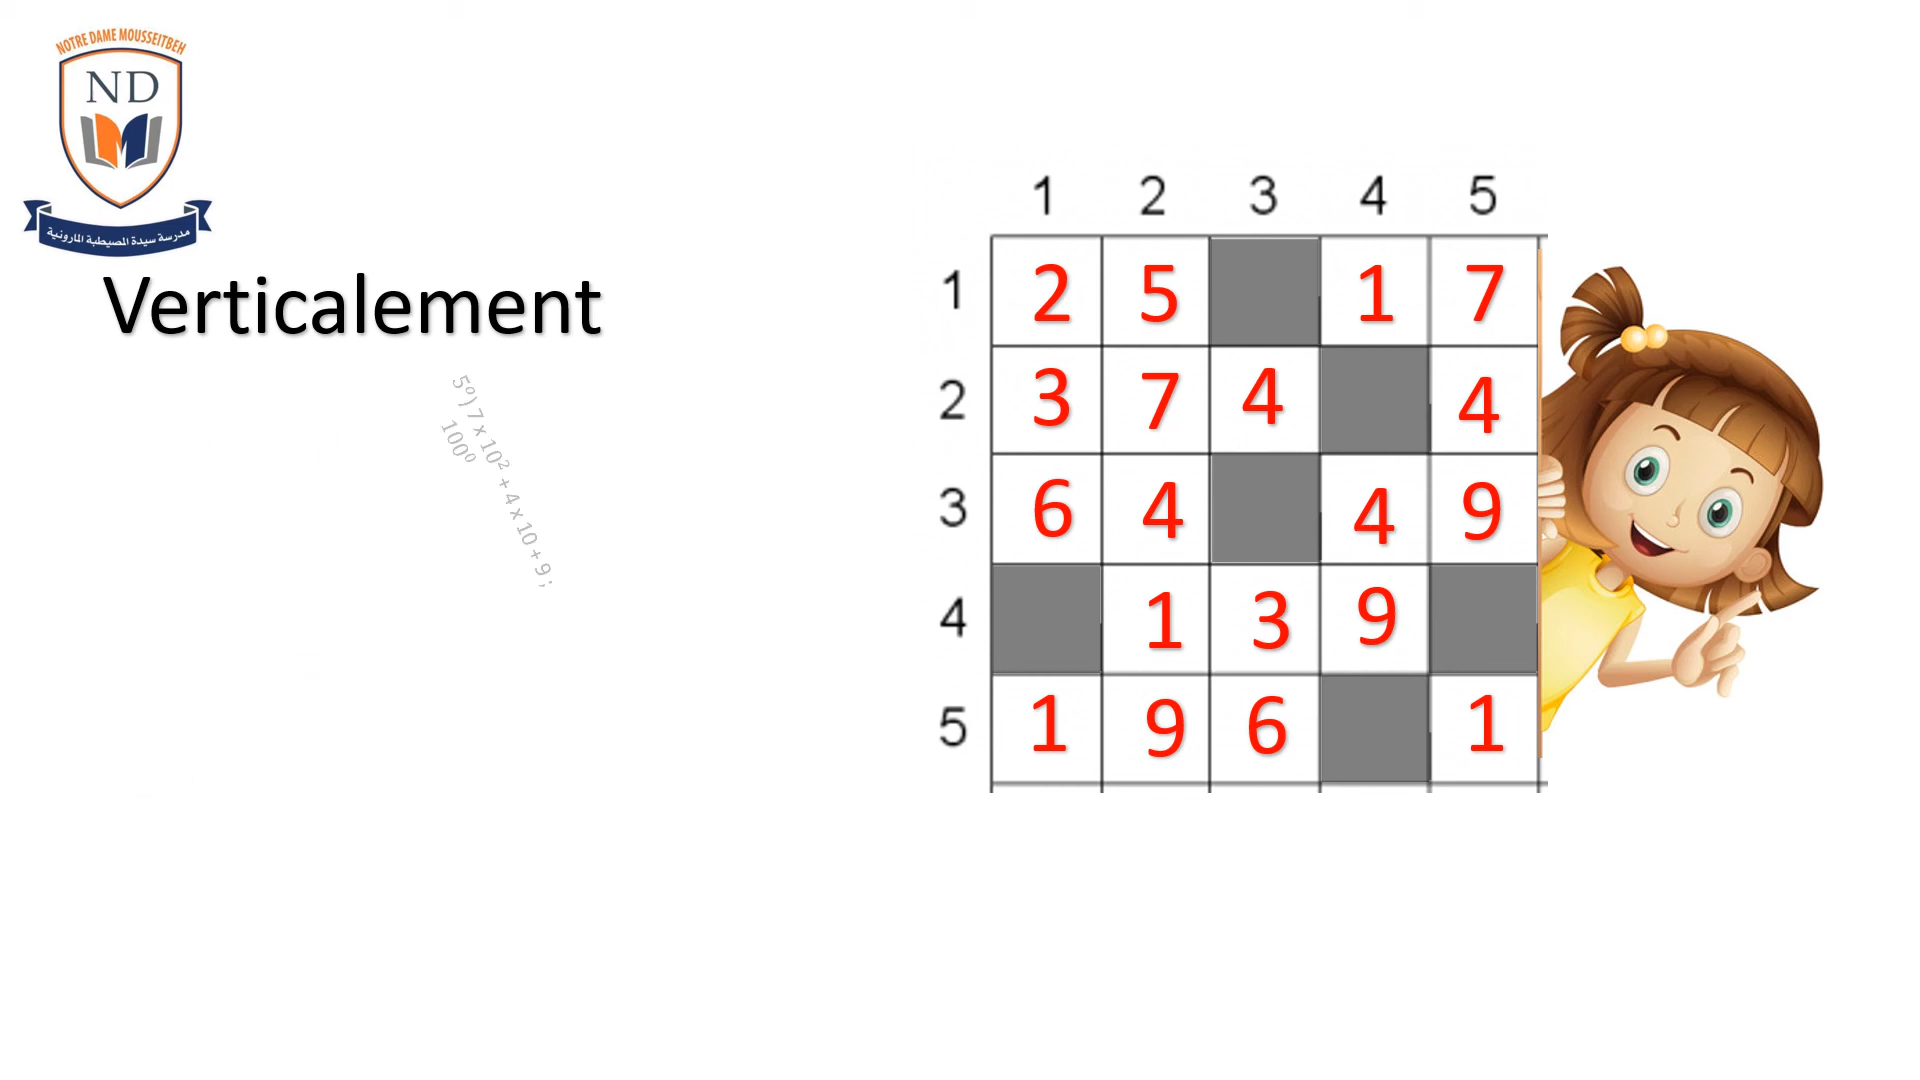 NOTRE DAME MOUSSEITBEH
ND
مدرسة سيدة المصيطبة المارونية
Verticalement
5⁰) 7 x 10² + 4 x 10 + 9 ;
100⁰
1 2 3 4 5
1 2 5 1 7
2 3 7 4 4
3 6 4 4 9
4 1 3 9
5 1 9 6 1